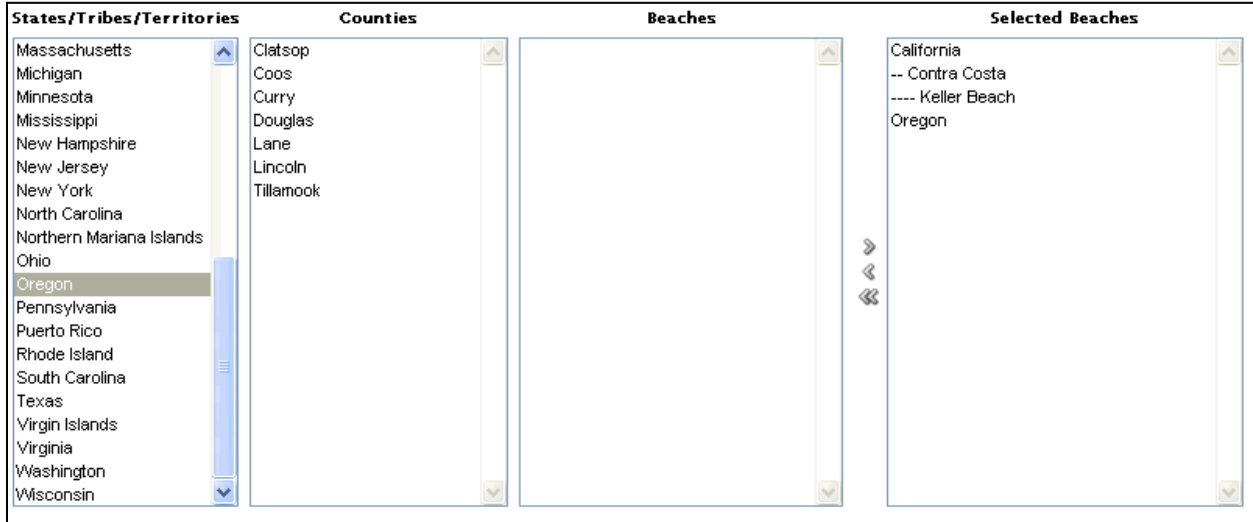 States/Tribes/Territories
Counties
Beaches
Selected Beaches
Massachusetts
Michigan
Minnesota
Mississippi
New Hampshire
New Jersey
New York
North Carolina
Northern Mariana Islands
Ohio
Oregon
Pennsylvania
Puerto Rico
Rhode Island
South Carolina
Texas
Virgin Islands
Virginia
Washington
Wisconsin
Clatsop
Coos
Curry
Douglas
Lane
Lincoln
Tillamook
California
-- Contra Costa
---- Keller Beach
Oregon